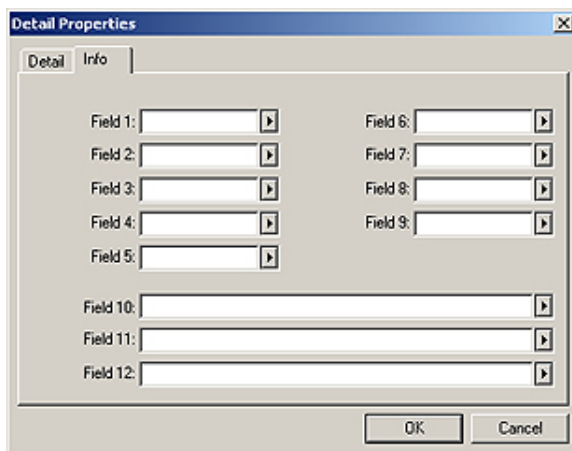 Detail Properties
Detail Info
Field 1: Field 6:
Field 2: Field 7:
Field 3: Field 8:
Field 4: Field 9:
Field 5:
Field 10:
Field 11:
Field 12:
OK Cancel